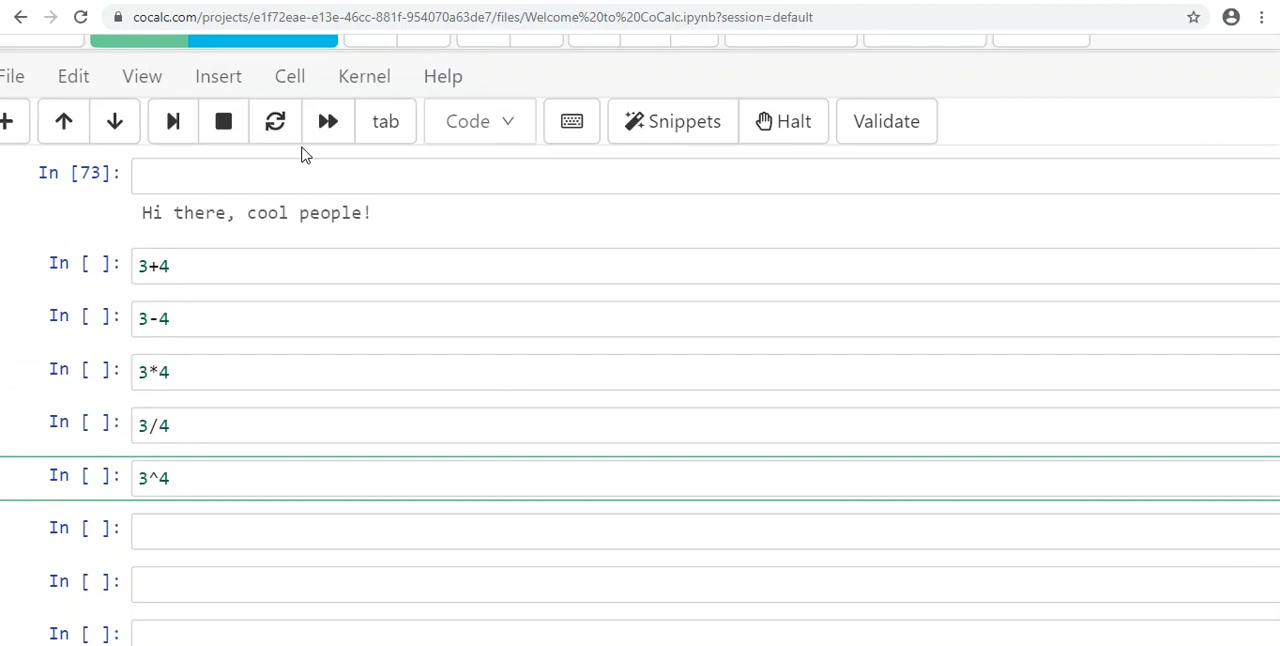 cocalc.com/projects/e1f72eae-e13e-46cc-881f-954070a63de7/files/Welcome%20to%20CoCalc.ipynb?session=default
File Edit View Insert Cell Kernel Help
tab Code Snippets Halt Validate
In [73]:
Hi there, cool people!
In [ ]: 3+4
In [ ]: 3-4
In [ ]: 3*4
In [ ]: 3/4
In [ ]: 3^4
In [ ]:
In [ ]:
In [ ]: